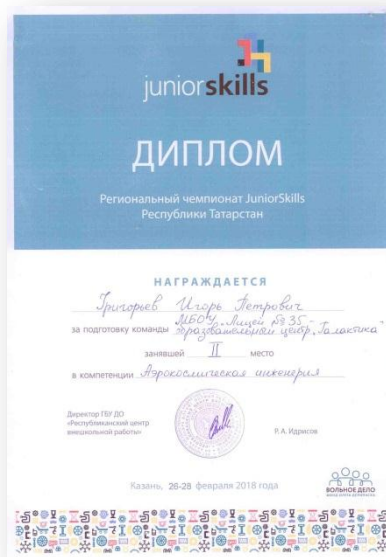 juniorskills
ДИПЛОМ
Региональный чемпионат JuniorSkills
Республики Татарстан
НАГРАЖДАЕТСЯ
Григорьев Игорь Петрович
МБОУ "Лицей №35 -
за подготовку команды образовательный центр "Галактика"
занявшей II место
в компетенции Аэрокосмическая инженерия
Директор ГБУ ДО
«Республиканский центр
внешкольной работы»
Р. А. Идрисов
Казань, 26-28 февраля 2018 года
ВОЛЬНОЕ ДЕЛО